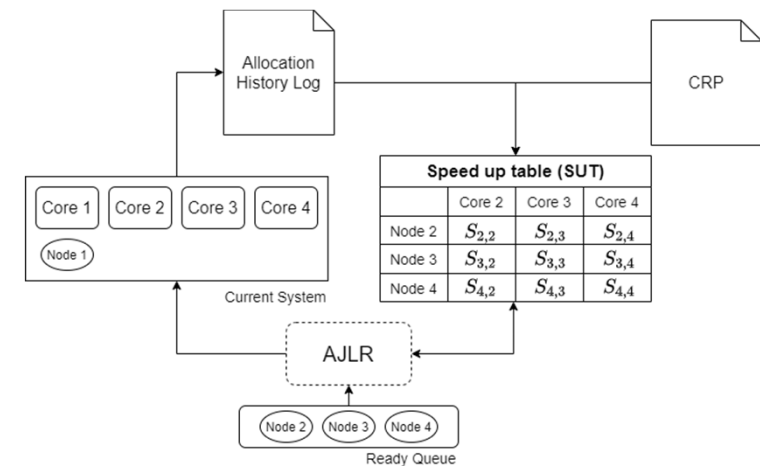 Allocation
History Log
CRP
Speed up table (SUT)
Core 2 Core 3 Core 4
Node 2 S2,2 S2,3 S2,4
Node 3 S3,2 S3,3 S3,4
Node 4 S4,2 S4,3 S4,4
Core 1 Core 2 Core 3 Core 4
Node 1
Current System
AJLR
Node 2 Node 3 Node 4
Ready Queue